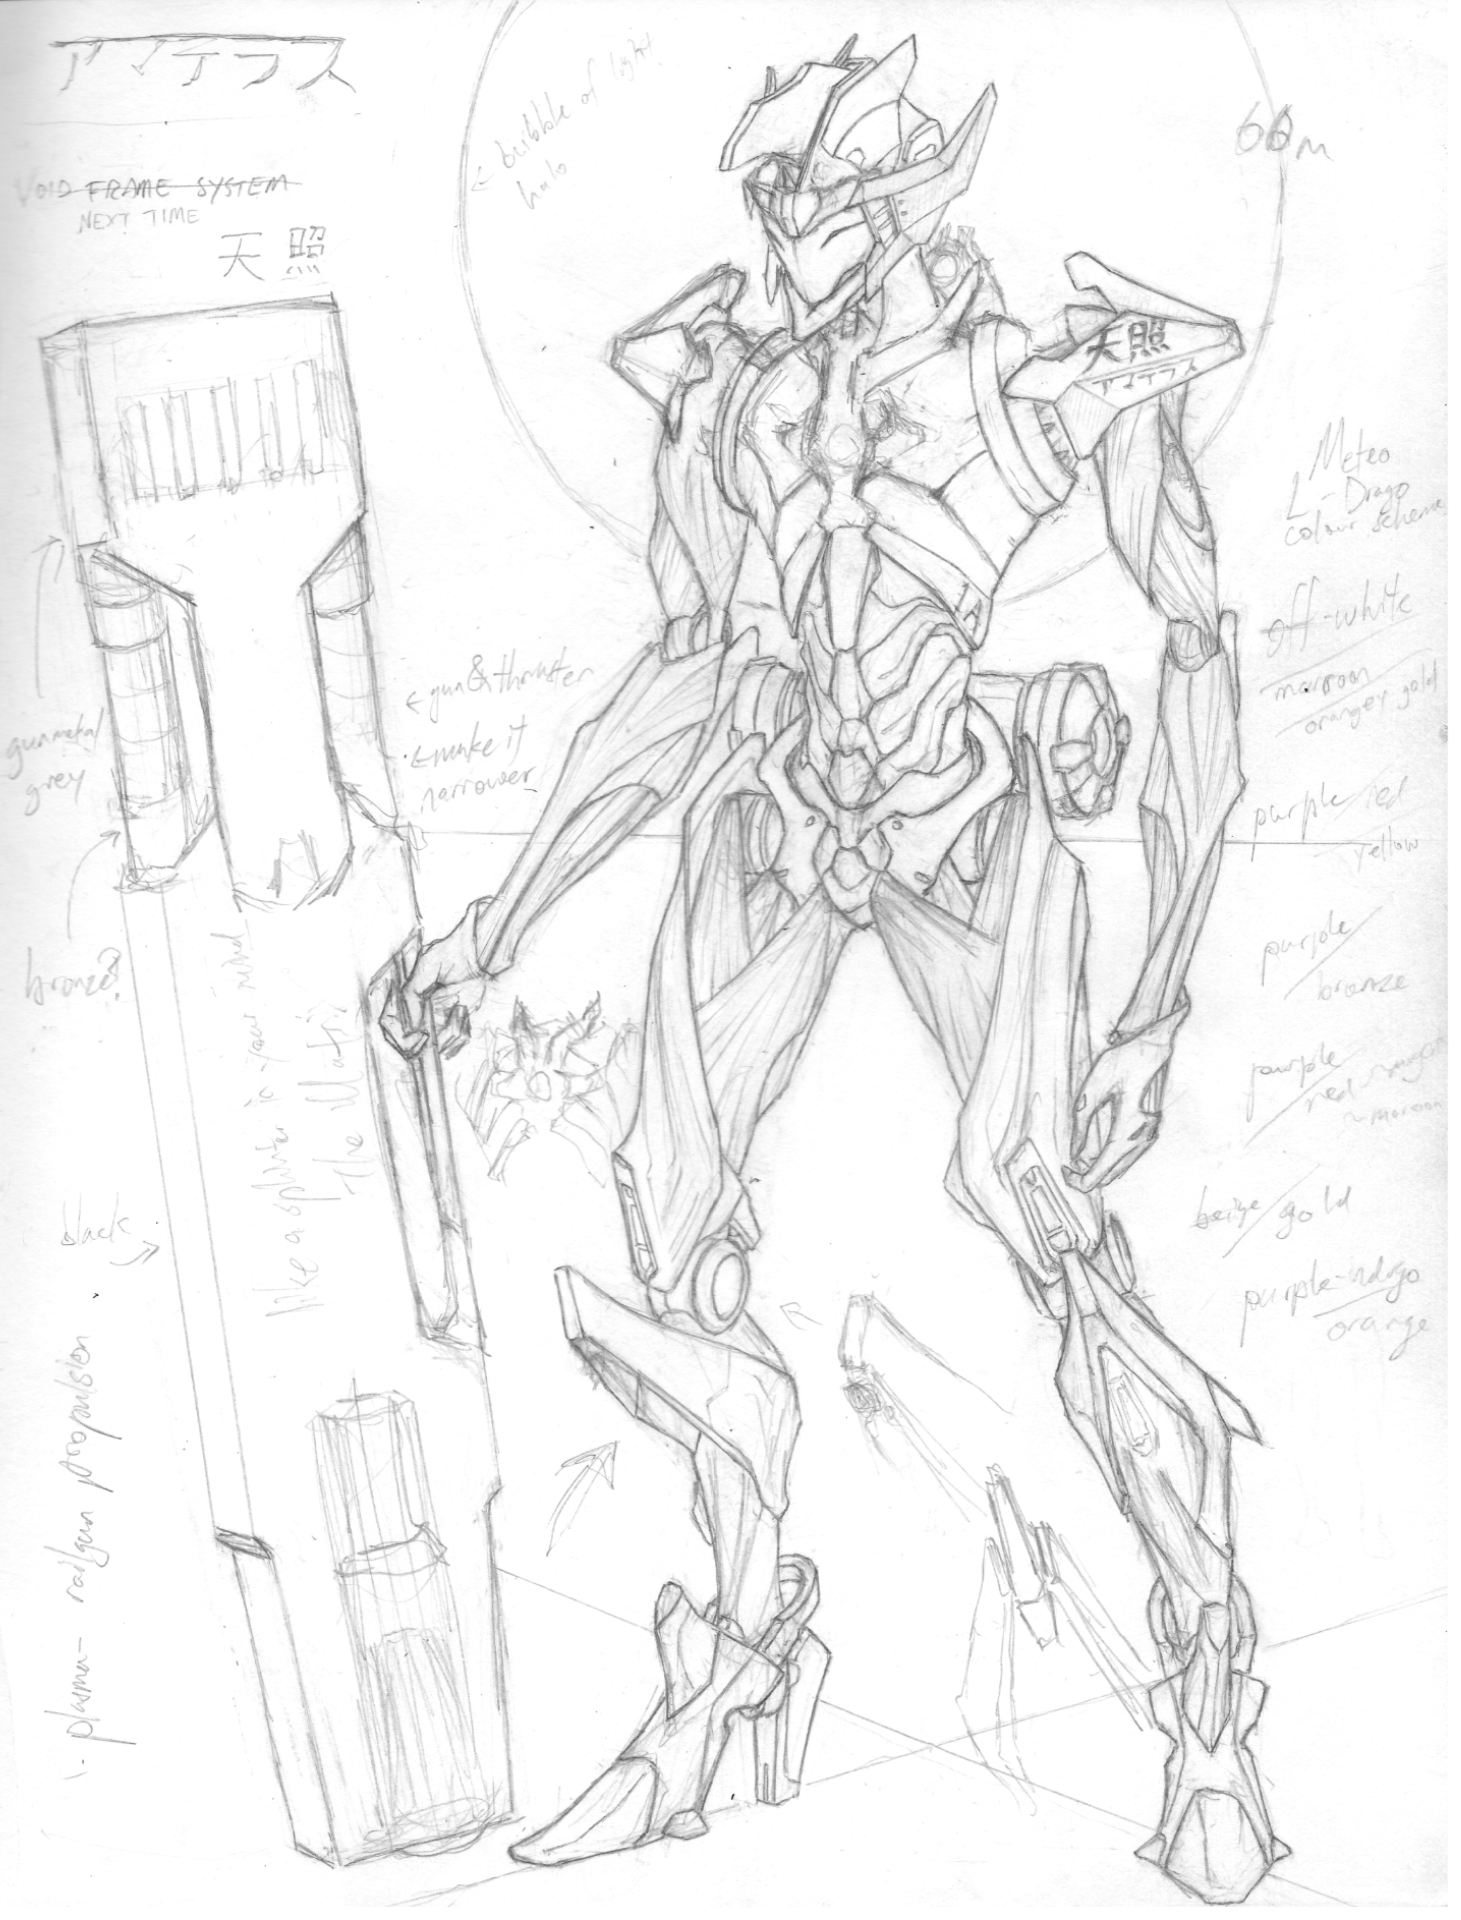 アマテラス
VOID FRAME SYSTEM
NEXT TIME
天照
← bubble of light
halo
60m
天照
アマテラス
Meteo
L-Drago
colour scheme
off-white
maroon
orangey gold
purple/red
yellow
purple/
bronze
purple/
red
~maroon
beige/gold
purple-indigo
orange
← gun & thruster
← make it
narrower
gunmetal
grey
bronze?
like a splinter in your mind
The Matrix
black
plasma-railgun propulsion